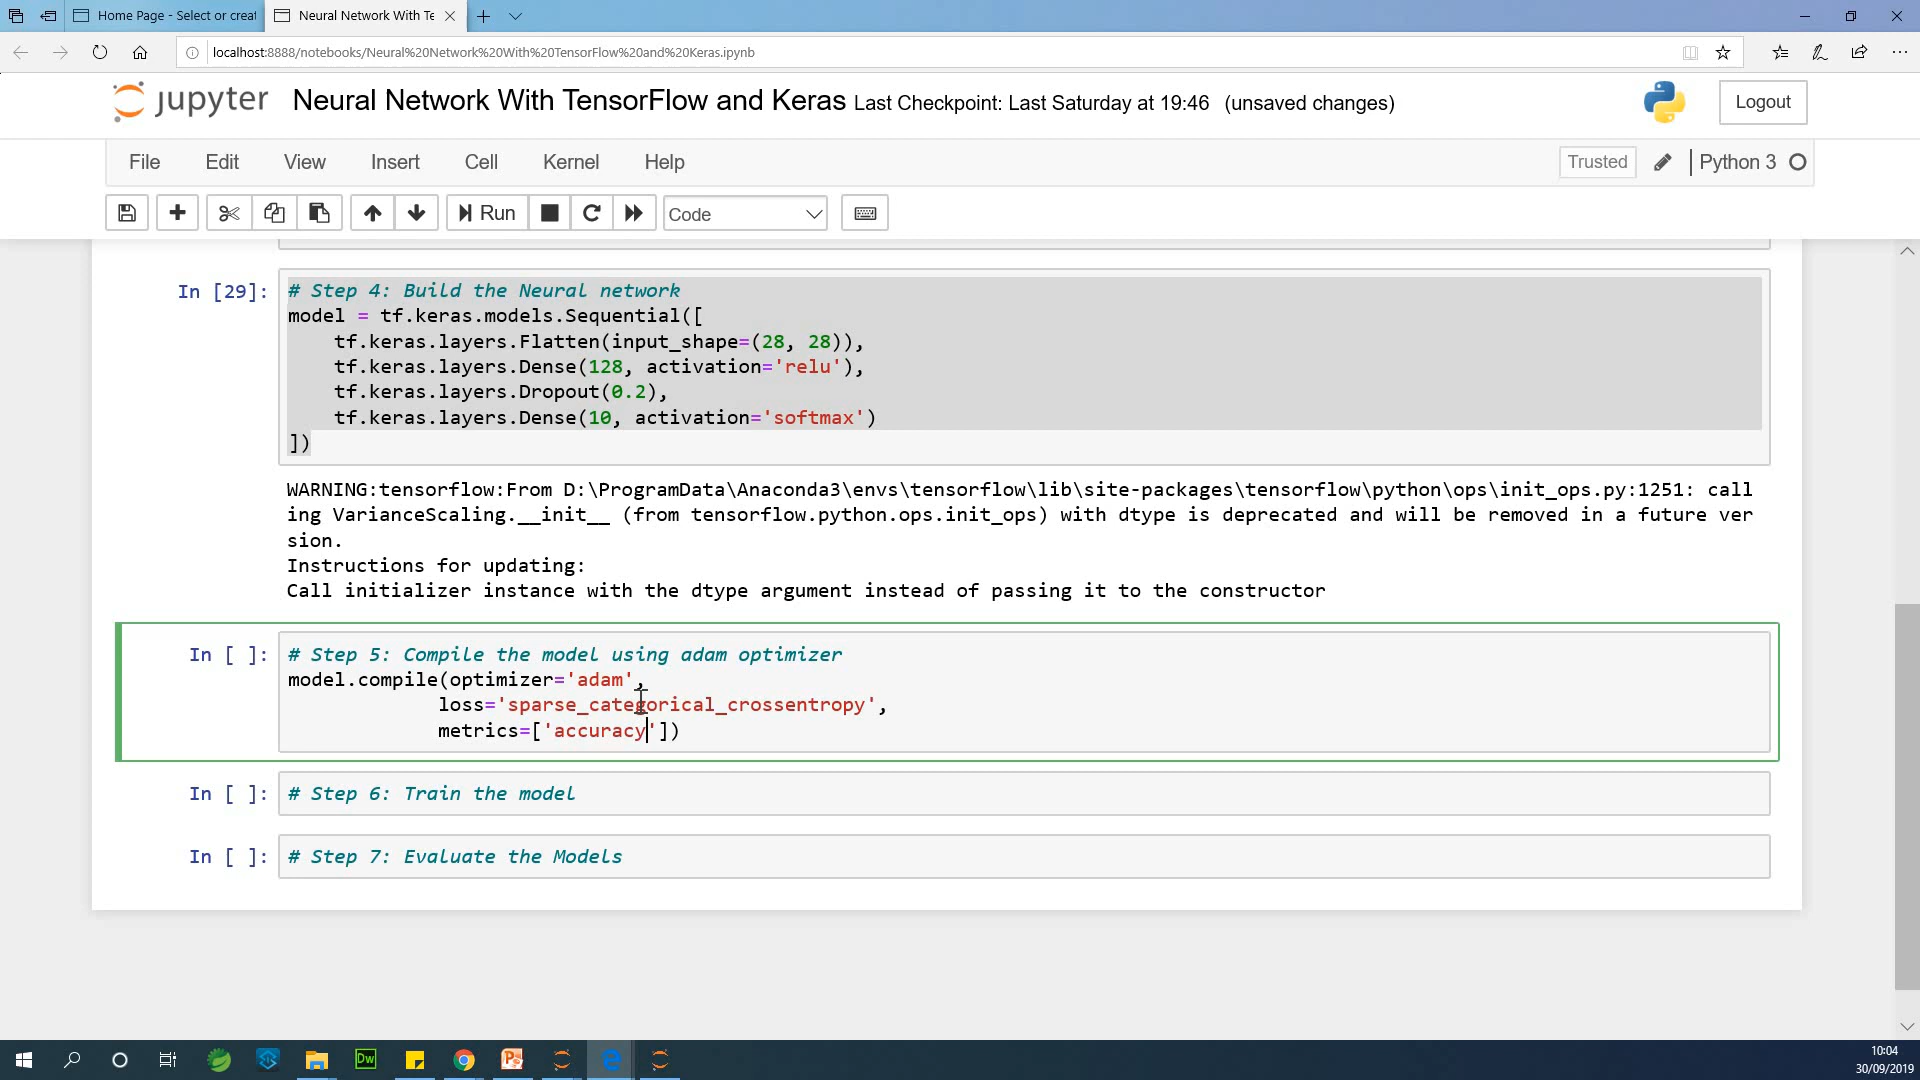 Home Page - Select or creat
Neural Network With Te
localhost:8888/notebooks/Neural%20Network%20With%20TensorFlow%20and%20Keras.ipynb
jupyter Neural Network With TensorFlow and Keras Last Checkpoint: Last Saturday at 19:46 (unsaved changes)
Logout
File Edit View Insert Cell Kernel Help
Trusted
Python 3
Run
Code
In [29]:
# Step 4: Build the Neural network
model = tf.keras.models.Sequential([
    tf.keras.layers.Flatten(input_shape=(28, 28)),
    tf.keras.layers.Dense(128, activation='relu'),
    tf.keras.layers.Dropout(0.2),
    tf.keras.layers.Dense(10, activation='softmax')
])
WARNING:tensorflow:From D:\ProgramData\Anaconda3\envs\tensorflow\lib\site-packages\tensorflow\python\ops\init_ops.py:1251: call
ing VarianceScaling.__init__ (from tensorflow.python.ops.init_ops) with dtype is deprecated and will be removed in a future ver
sion.
Instructions for updating:
Call initializer instance with the dtype argument instead of passing it to the constructor
In [ ]:
# Step 5: Compile the model using adam optimizer
model.compile(optimizer='adam',
             loss='sparse_categorical_crossentropy',
             metrics=['accuracy'])
In [ ]:
# Step 6: Train the model
In [ ]:
# Step 7: Evaluate the Models
Dw
10:04
30/09/2019